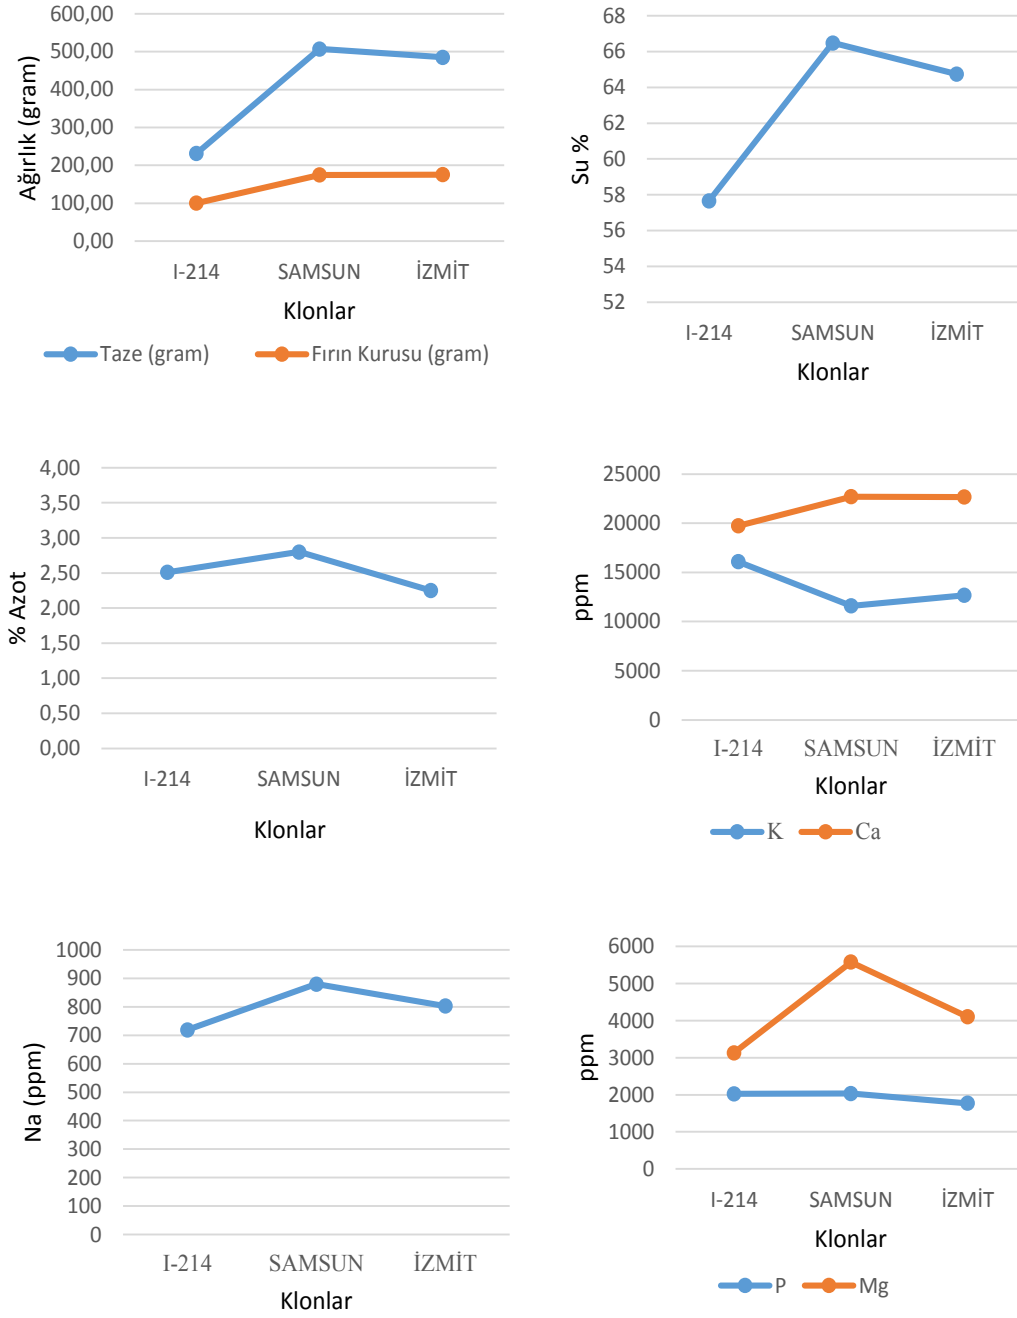 600,00
500,00
400,00
300,00
200,00
100,00
0,00
Ağırlık (gram)
I-214 SAMSUN İZMİT
Klonlar
Taze (gram) Fırın Kurusu (gram)
68
66
64
62
60
58
56
54
52
Su %
I-214 SAMSUN İZMİT
Klonlar
4,00
3,50
3,00
2,50
2,00
1,50
1,00
0,50
0,00
% Azot
I-214 SAMSUN İZMİT
Klonlar
25000
20000
15000
10000
5000
0
ppm
I-214 SAMSUN İZMİT
Klonlar
K Ca
1000
900
800
700
600
500
400
300
200
100
0
Na (ppm)
I-214 SAMSUN İZMİT
Klonlar
6000
5000
4000
3000
2000
1000
0
ppm
I-214 SAMSUN İZMİT
Klonlar
P Mg